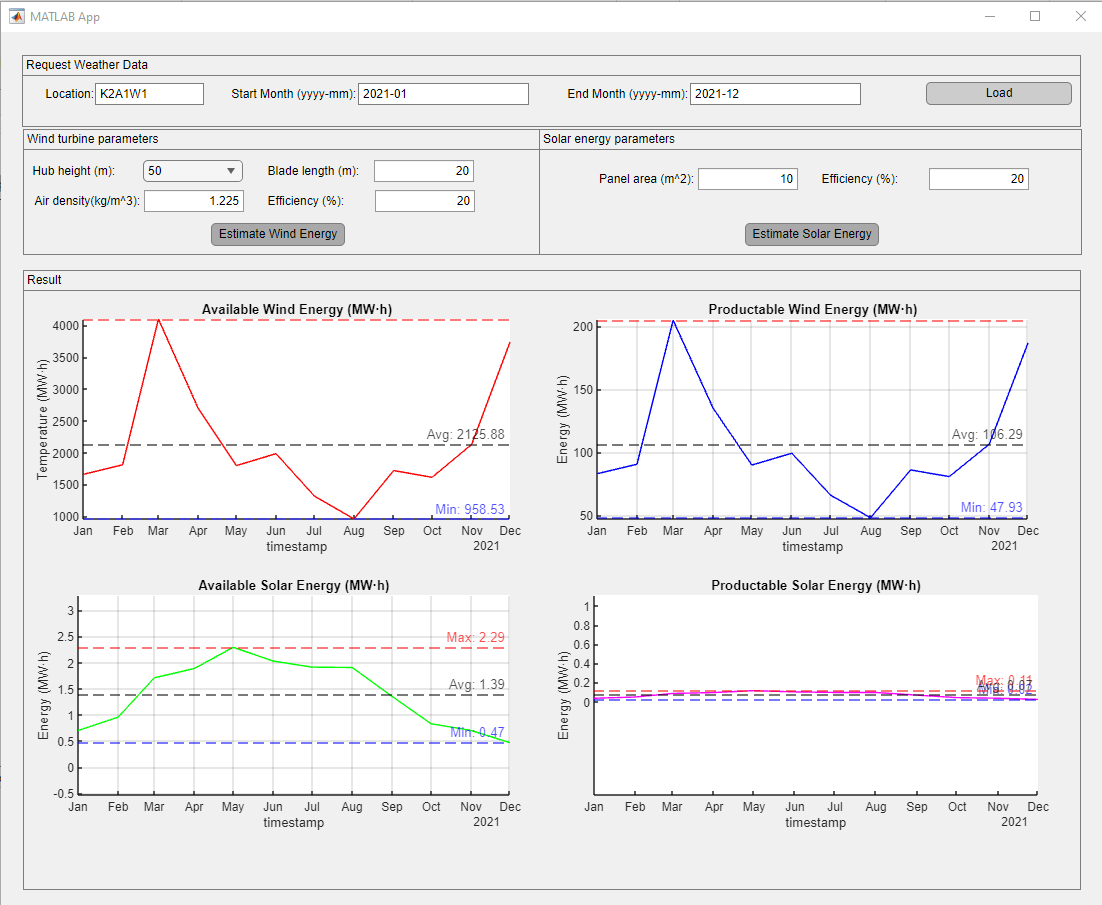 MATLAB App
Request Weather Data
Location: K2A1W1 Start Month (yyyy-mm): 2021-01 End Month (yyyy-mm): 2021-12 Load
Wind turbine parameters
Hub height (m): 50 Blade length (m): 20
Air density(kg/m^3): 1.225 Efficiency (%): 20
Estimate Wind Energy
Solar energy parameters
Panel area (m^2): 10 Efficiency (%): 20
Estimate Solar Energy
Result
Available Wind Energy (MW·h)
Temperature (MW·h)
4000
3500
3000
2500
2000
1500
1000
Avg: 2125.88
Min: 958.53
Jan Feb Mar Apr May Jun Jul Aug Sep Oct Nov Dec
timestamp 2021
Productable Wind Energy (MW·h)
Energy (MW·h)
200
150
100
50
Avg: 106.29
Min: 47.93
Jan Feb Mar Apr May Jun Jul Aug Sep Oct Nov Dec
timestamp 2021
Available Solar Energy (MW·h)
Energy (MW·h)
3
2.5
2
1.5
1
0.5
0
-0.5
Max: 2.29
Avg: 1.39
Min: 0.47
Jan Feb Mar Apr May Jun Jul Aug Sep Oct Nov Dec
timestamp 2021
Productable Solar Energy (MW·h)
Energy (MW·h)
1
0.8
0.6
0.4
0.2
0
Max: 0.11
Avg: 0.07
Jan Feb Mar Apr May Jun Jul Aug Sep Oct Nov Dec
timestamp 2021